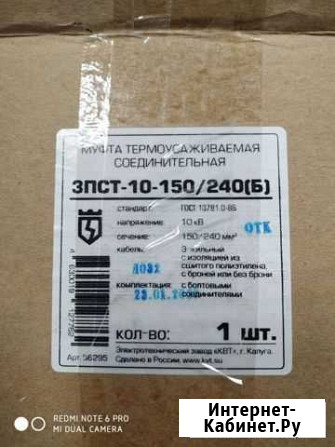 МУФТА ТЕРМОУСАЖИВАЕМАЯ
СОЕДИНИТЕЛЬНАЯ
3ПСТ-10-150/240(Б)
стандарт: ГОСТ 13781.0-86
напряжение: 10 кВ
ОТК
сечение: 150/240 мм²
кабель: 3-жильный
с изоляцией из
сшитого полиэтилена,
с броней или без брони
4032
комплектация: с болтовыми
соединителями
23.01.
КОЛ-ВО: 1 ШТ.
Арт. 56295
Электротехнический завод «КВТ», г. Калуга.
Сделано в России. www.kvt.su
REDMI NOTE 6 PRO
MI DUAL CAMERA
Интернет-
Кабинет.Ру